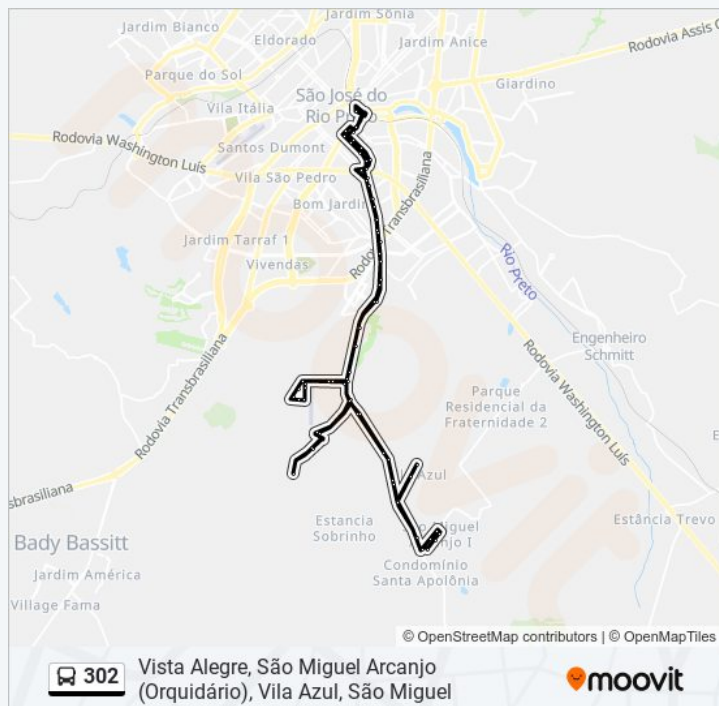 Jardim Sônia
Jardim Bianco
Eldorado
Jardim Anice
Rodovia Assis C
Parque do Sol
Giardino
São José do
Rio Preto
Vila Itália
Rodovia Washington Luís
Santos Dumont
Vila São Pedro
Rodovia Transbrasiliana
Bom Jardim
Jardim Tarraf 1
Vivendas
Rio Preto
Engenheiro
Schmitt
Rodovia Transbrasiliana
Rodovia Washington Luís
Parque
Residencial da
Fraternidade 2
Azul
sbrasiliana
Estancia
Sobrinho
Miguel
anjo I
Estância Trevo
Bady Bassitt
Condomínio
Santa Apolônia
Jardim América
Village Fama
© OpenStreetMap contributors | © OpenMapTiles
302
Vista Alegre, São Miguel Arcanjo
(Orquidário), Vila Azul, São Miguel
moovit